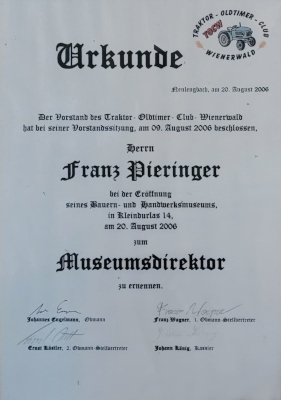 TRAKTOR - OLDTIMER - CLUB
TOCW
WIENERWALD
Urkunde
Neulengbach, am 20. August 2006
Der Vorstand des Traktor- Oldtimer- Club- Wienerwald
hat bei seiner Vorstandssitzung, am 09. August 2006 beschlossen,
Herrn
Franz Pieringer
bei der Eröffnung
seines Bauern- und Handwerksmuseums,
in Kleindurlas 14,
am 20. August 2006
zum
Museumsdirektor
zu ernennen.
Johannes Engelmann, Obmann
Franz Wagner, 1. Obmann-Stellvertreter
Ernst Köstler, 2. Obmann-Stellvertreter
Johann König, Kassier